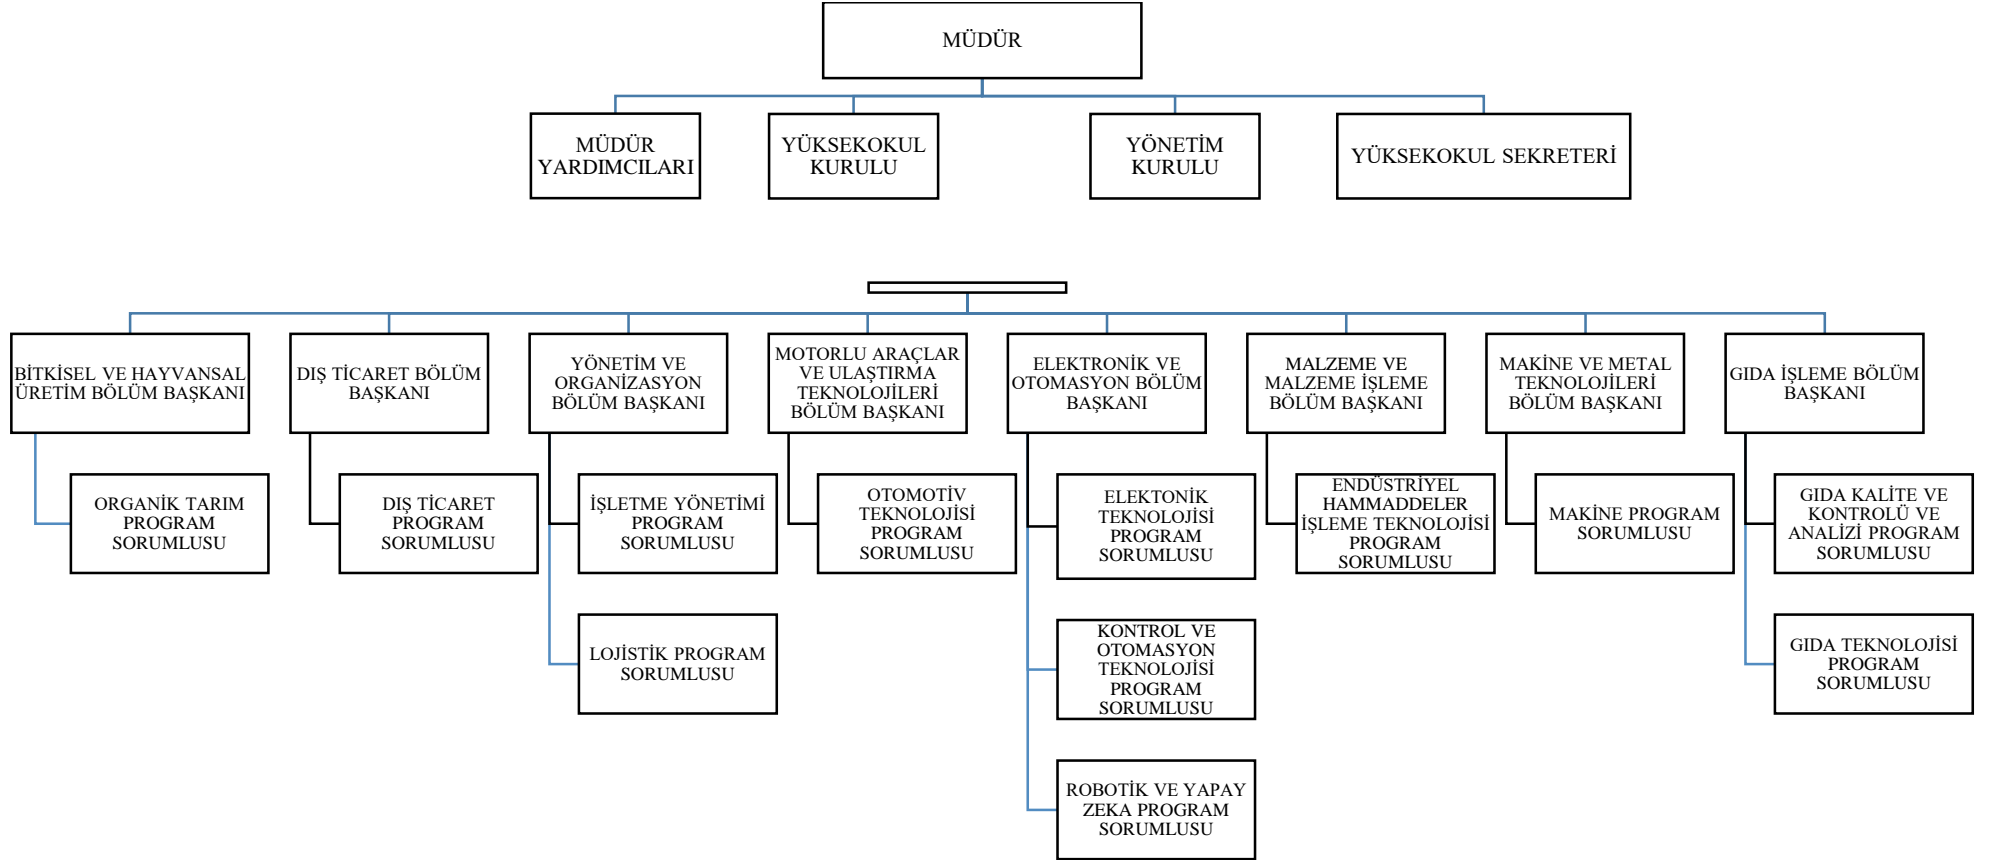 MÜDÜR
MÜDÜR
YARDIMCILARI
YÜKSEKOKUL
KURULU
YÖNETİM
KURULU
YÜKSEKOKUL SEKRETERİ
BİTKİSEL VE HAYVANSAL
ÜRETİM BÖLÜM BAŞKANI
DIŞ TİCARET BÖLÜM
BAŞKANI
YÖNETİM VE
ORGANİZASYON
BÖLÜM BAŞKANI
MOTORLU ARAÇLAR
VE ULAŞTIRMA
TEKNOLOJİLERİ
BÖLÜM BAŞKANI
ELEKTRONİK VE
OTOMASYON BÖLÜM
BAŞKANI
MALZEME VE
MALZEME İŞLEME
BÖLÜM BAŞKANI
MAKİNE VE METAL
TEKNOLOJİLERİ
BÖLÜM BAŞKANI
GIDA İŞLEME BÖLÜM
BAŞKANI
ORGANİK TARIM
PROGRAM
SORUMLUSU
DIŞ TİCARET
PROGRAM
SORUMLUSU
İŞLETME YÖNETİMİ
PROGRAM
SORUMLUSU
OTOMOTİV
TEKNOLOJİSİ
PROGRAM
SORUMLUSU
ELEKTONİK
TEKNOLOJİSİ
PROGRAM
SORUMLUSU
ENDÜSTRİYEL
HAMMADDELER
İŞLEME TEKNOLOJİSİ
PROGRAM
SORUMLUSU
MAKİNE PROGRAM
SORUMLUSU
GIDA KALİTE VE
KONTROLÜ VE
ANALİZİ PROGRAM
SORUMLUSU
LOJİSTİK PROGRAM
SORUMLUSU
KONTROL VE
OTOMASYON
TEKNOLOJİSİ
PROGRAM
SORUMLUSU
GIDA TEKNOLOJİSİ
PROGRAM
SORUMLUSU
ROBOTİK VE YAPAY
ZEKA PROGRAM
SORUMLUSU